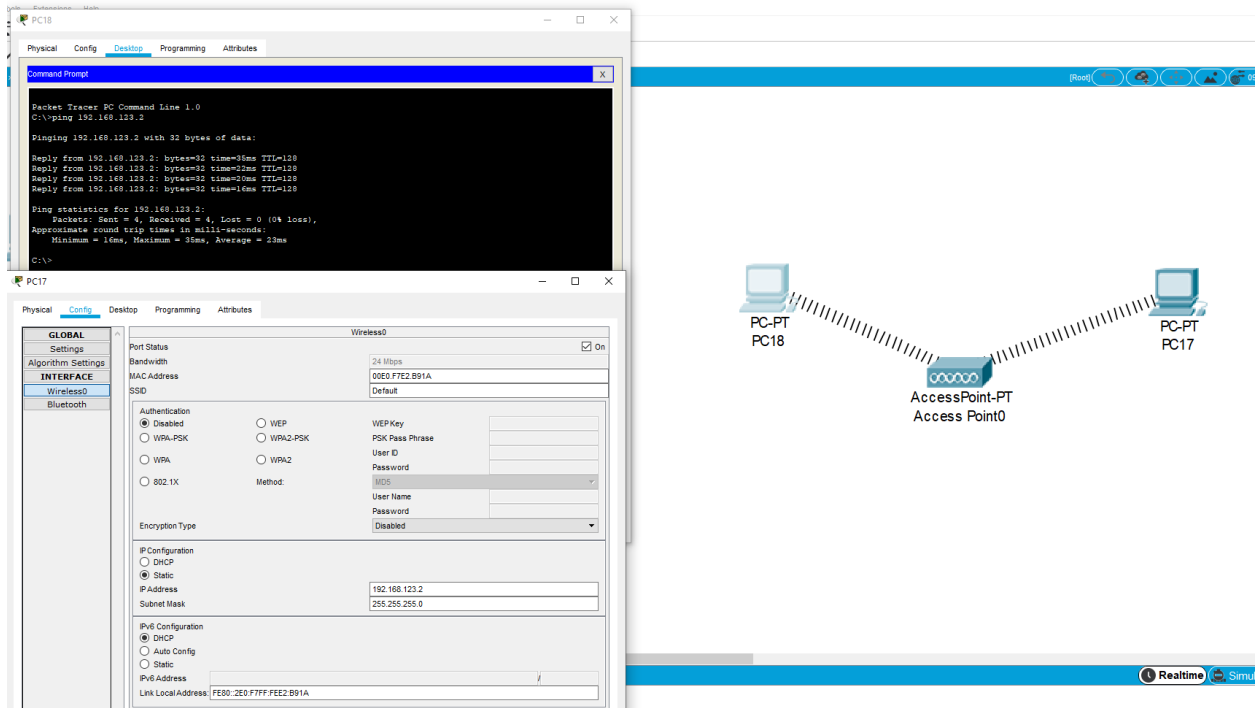 PC18
Physical Config Desktop Programming Attributes
Command Prompt X
Packet Tracer PC Command Line 1.0
C:\>ping 192.168.123.2
Pinging 192.168.123.2 with 32 bytes of data:
Reply from 192.168.123.2: bytes=32 time=35ms TTL=128
Reply from 192.168.123.2: bytes=32 time=22ms TTL=128
Reply from 192.168.123.2: bytes=32 time=20ms TTL=128
Reply from 192.168.123.2: bytes=32 time=16ms TTL=128
Ping statistics for 192.168.123.2:
Packets: Sent = 4, Received = 4, Lost = 0 (0% loss),
Approximate round trip times in milli-seconds:
Minimum = 16ms, Maximum = 35ms, Average = 23ms
C:\>
PC17
Physical Config Desktop Programming Attributes
GLOBAL
Settings
Algorithm Settings
INTERFACE
Wireless0
Bluetooth
Wireless0
Port Status On
Bandwidth 24 Mbps
MAC Address 00E0.F7E2.B91A
SSID Default
Authentication
Disabled WEP WEP Key
WPA-PSK WPA2-PSK PSK Pass Phrase
User ID
WPA WPA2
Password
802.1X Method: MD5
User Name
Password
Encryption Type Disabled
IP Configuration
DHCP
Static
IP Address 192.168.123.2
Subnet Mask 255.255.255.0
IPv6 Configuration
DHCP
Auto Config
Static
IPv6 Address /
Link Local Address: FE80::2E0:F7FF:FEE2:B91A
[Root]
PC-PT
PC18
PC-PT
PC17
AccessPoint-PT
Access Point0
Realtime